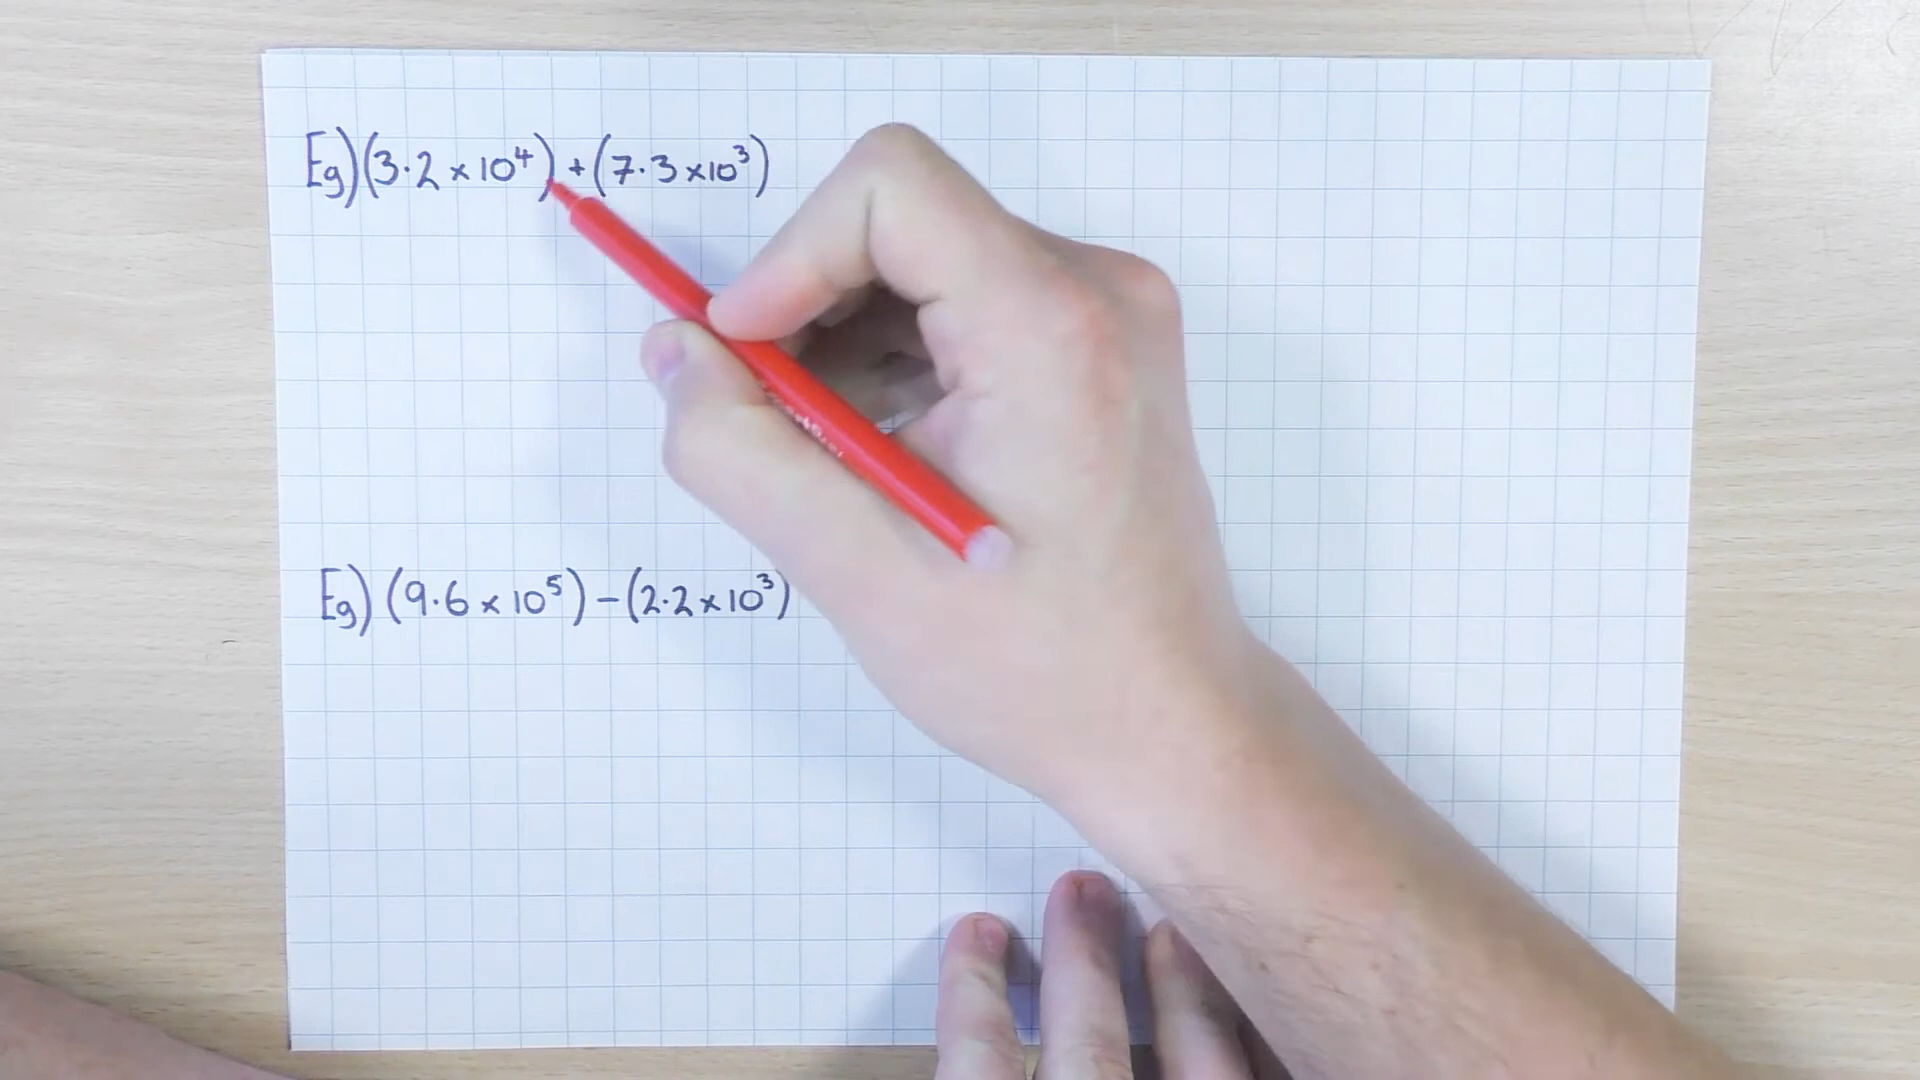 Eg) (3·2 × 10⁴) + (7·3 × 10³)
Eg) (9·6 × 10⁵) − (2·2 × 10³)